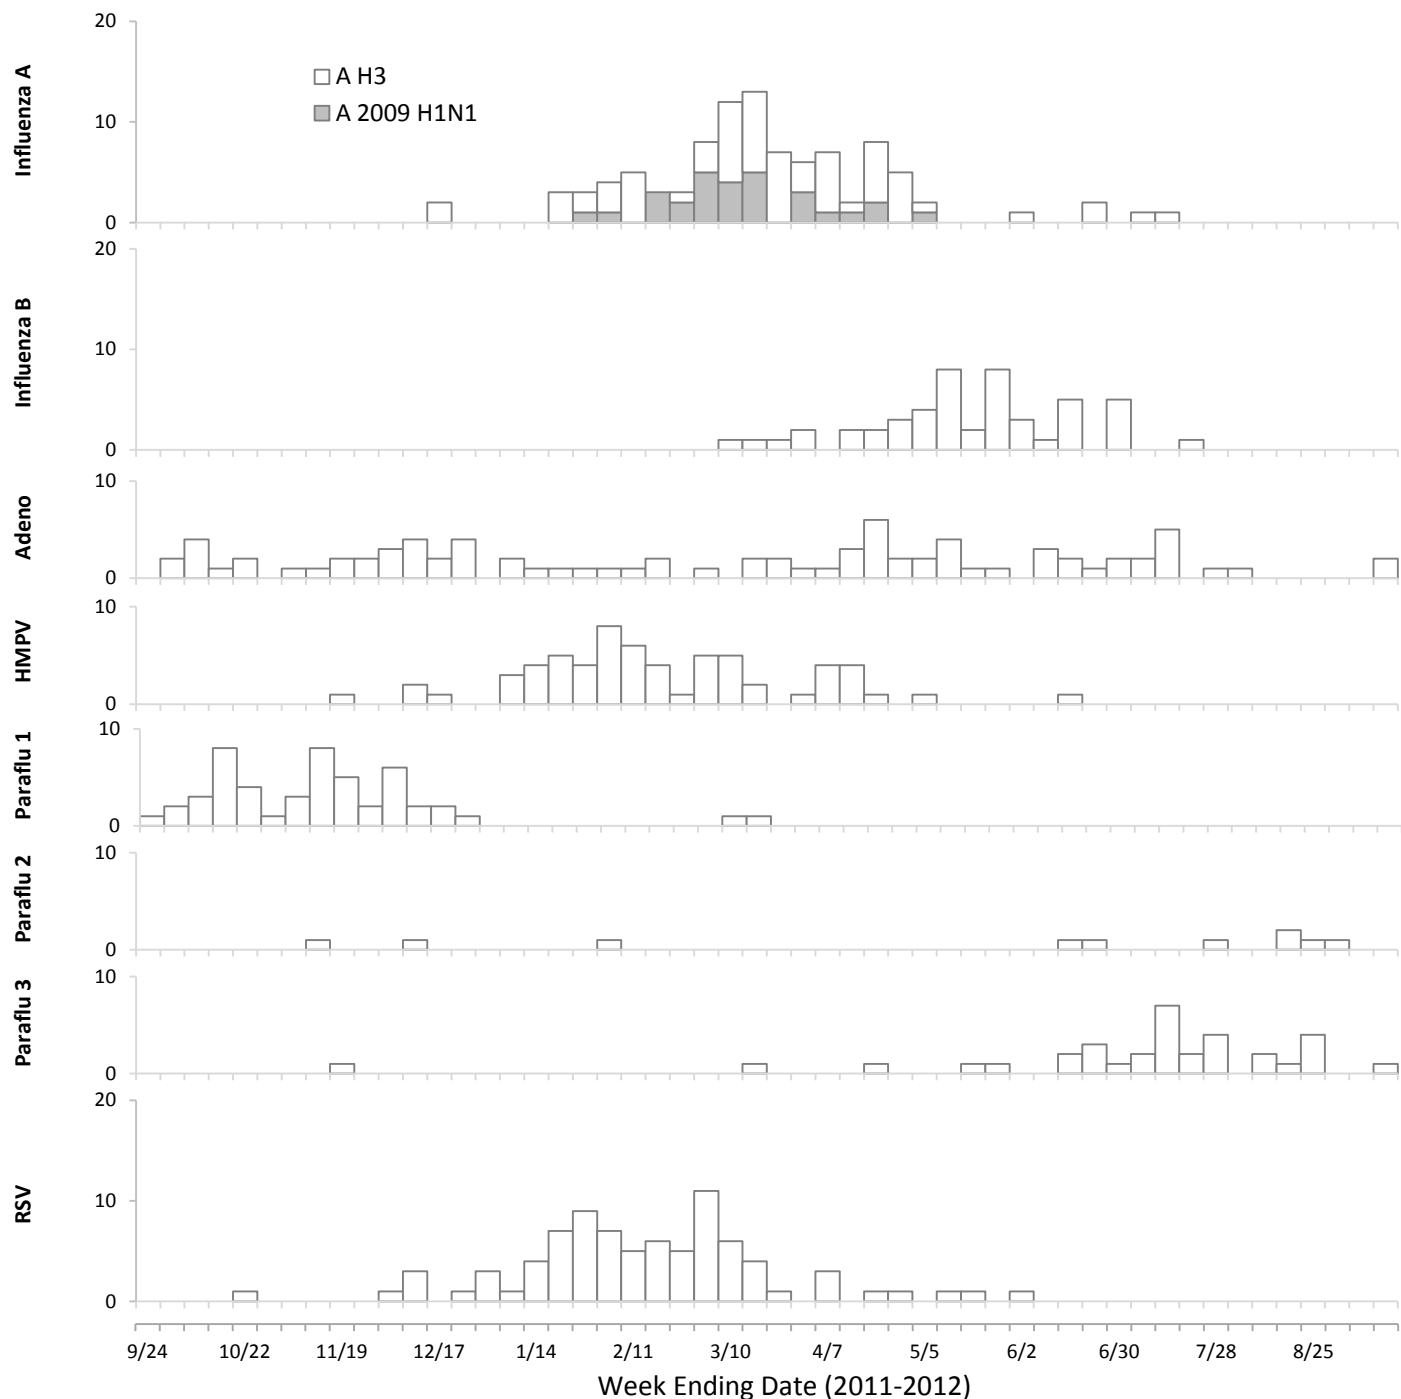 20
10
0
Influenza A
A H3
A 2009 H1N1
20
10
0
Influenza B
10
0
Adeno
10
0
HMPV
10
0
Paraflu 1
10
0
Paraflu 2
10
0
Paraflu 3
20
10
0
RSV
9/24 10/22 11/19 12/17 1/14 2/11 3/10 4/7 5/5 6/2 6/30 7/28 8/25
Week Ending Date (2011-2012)